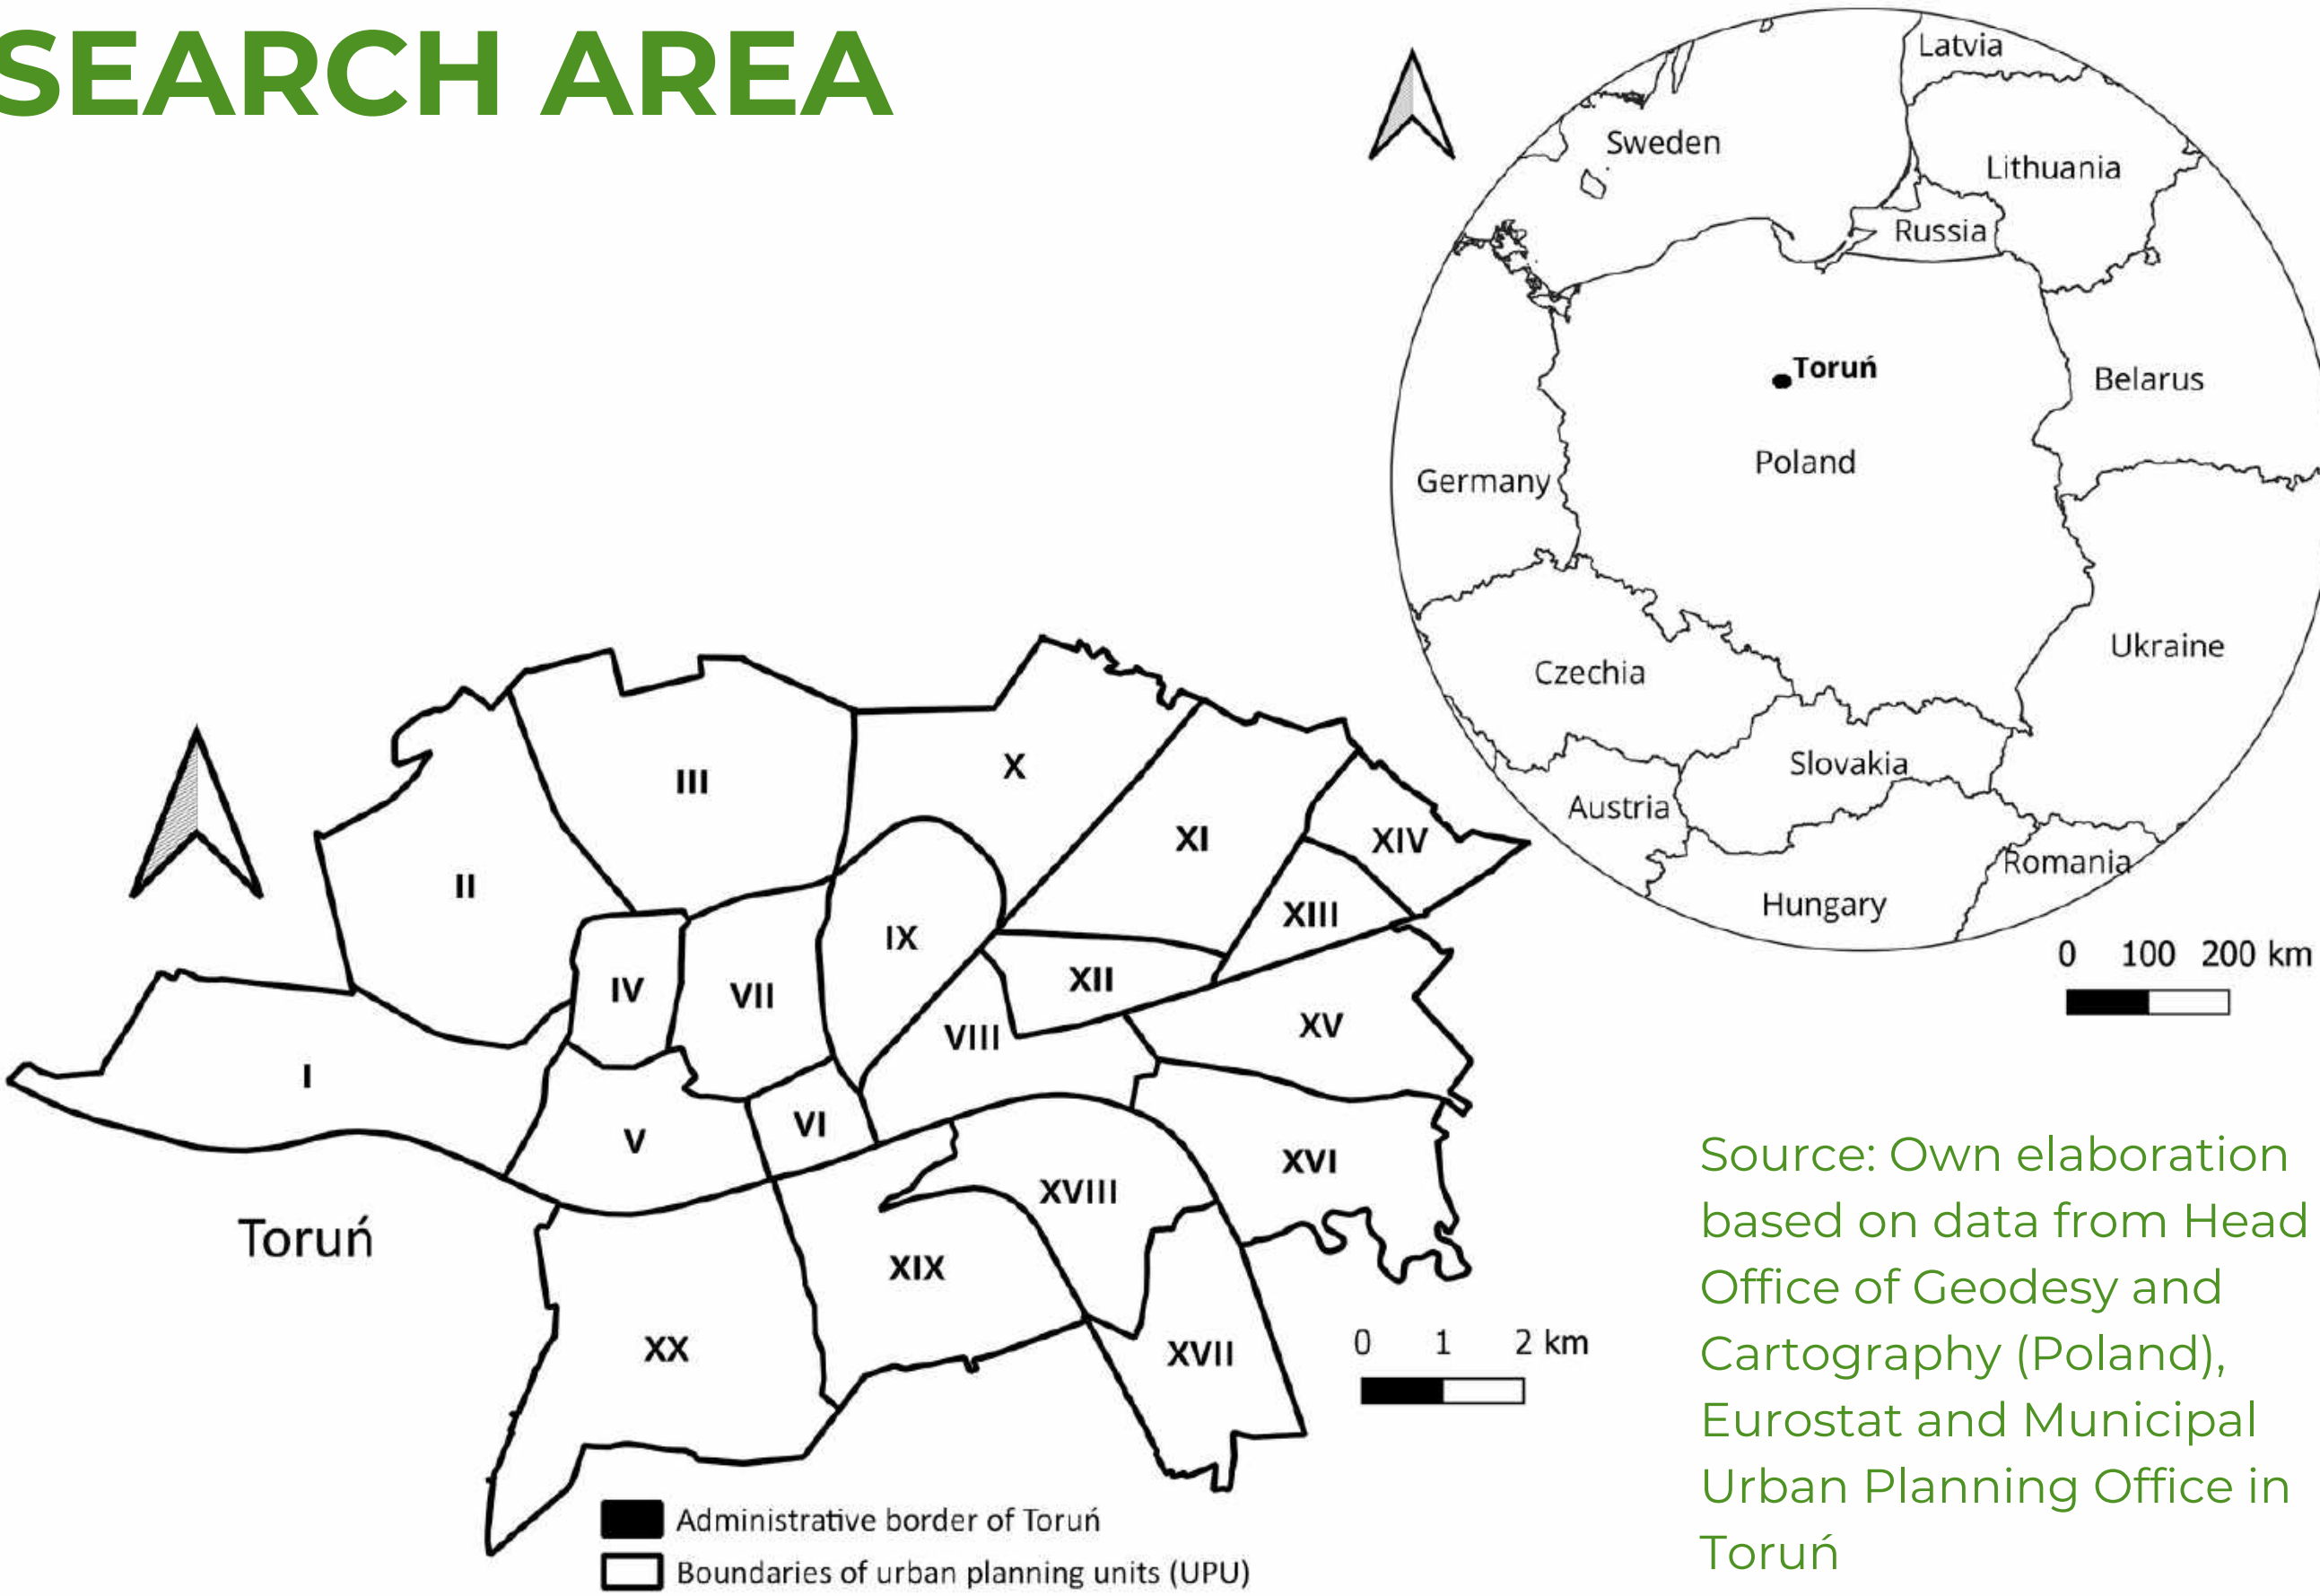 SEARCH AREA
Latvia
Sweden
Lithuania
Russia
Toruń
Belarus
Poland
Germany
Ukraine
Czechia
Slovakia
Austria
Romania
Hungary
0 100 200 km
X
III
XI
XIV
II
XIII
IX
XII
IV
VII
XV
VIII
I
VI
V
XVI
XVIII
Toruń
XIX
XX
XVII
0 1 2 km
Administrative border of Toruń
Boundaries of urban planning units (UPU)
Source: Own elaboration
based on data from Head
Office of Geodesy and
Cartography (Poland),
Eurostat and Municipal
Urban Planning Office in
Toruń